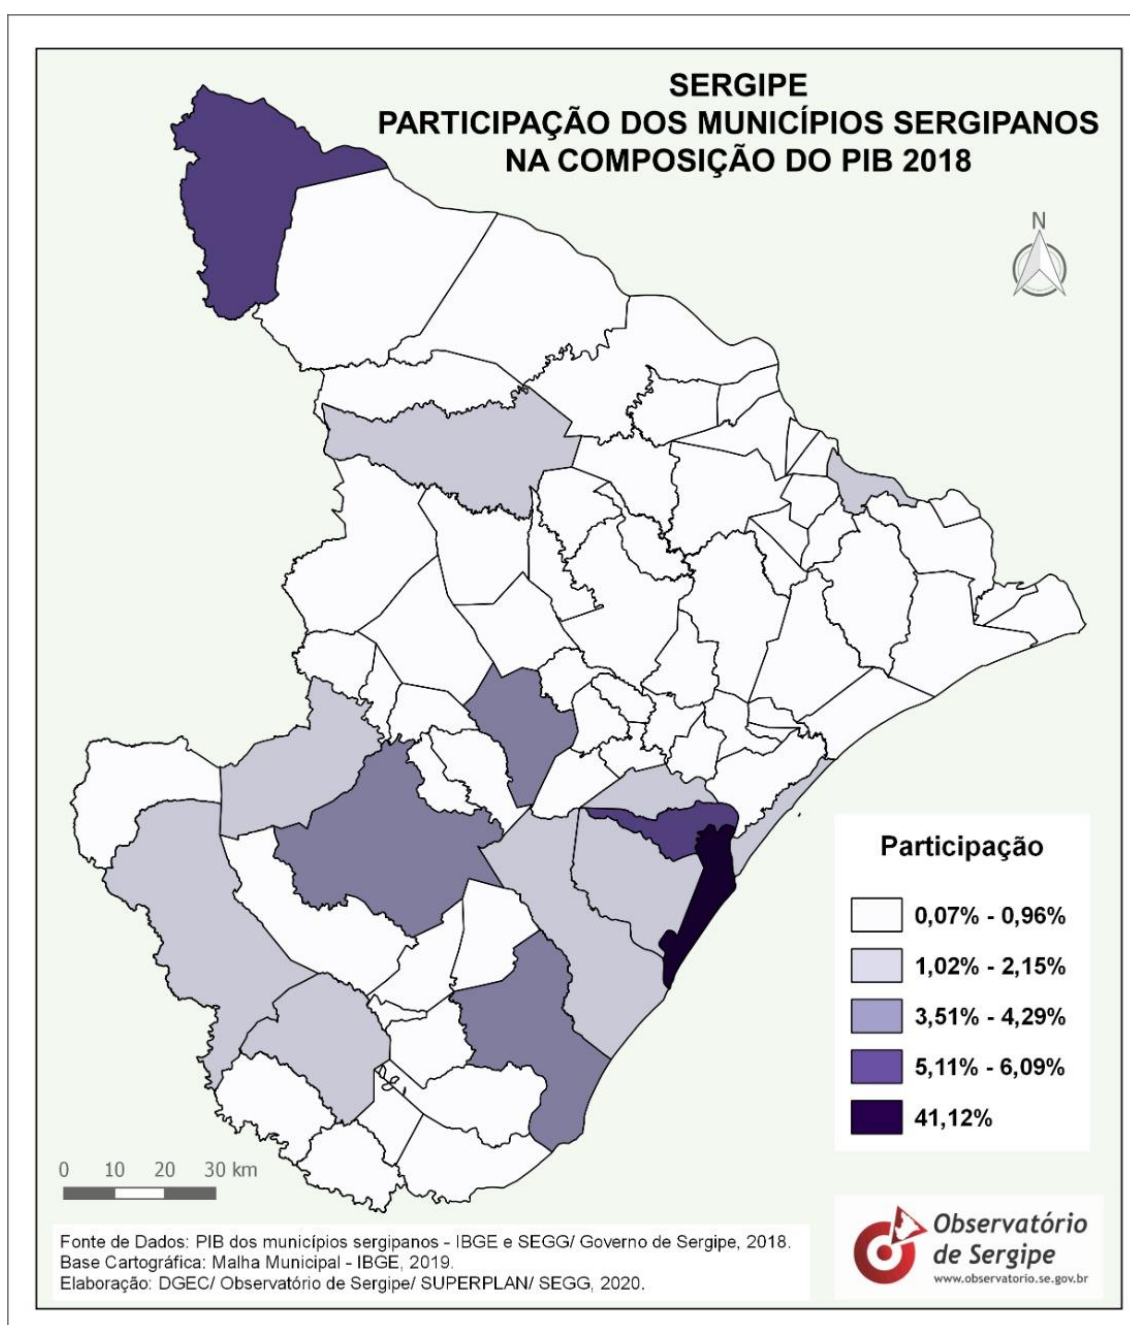 SERGIPE
PARTICIPAÇÃO DOS MUNICÍPIOS SERGIPANOS
NA COMPOSIÇÃO DO PIB 2018
N
Participação
0,07% - 0,96%
1,02% - 2,15%
3,51% - 4,29%
5,11% - 6,09%
41,12%
0 10 20 30 km
Fonte de Dados: PIB dos municípios sergipanos - IBGE e SEGG/ Governo de Sergipe, 2018.
Base Cartográfica: Malha Municipal - IBGE, 2019.
Elaboração: DGEC/ Observatório de Sergipe/ SUPERPLAN/ SEGG, 2020.
Observatório
de Sergipe
www.observatorio.se.gov.br